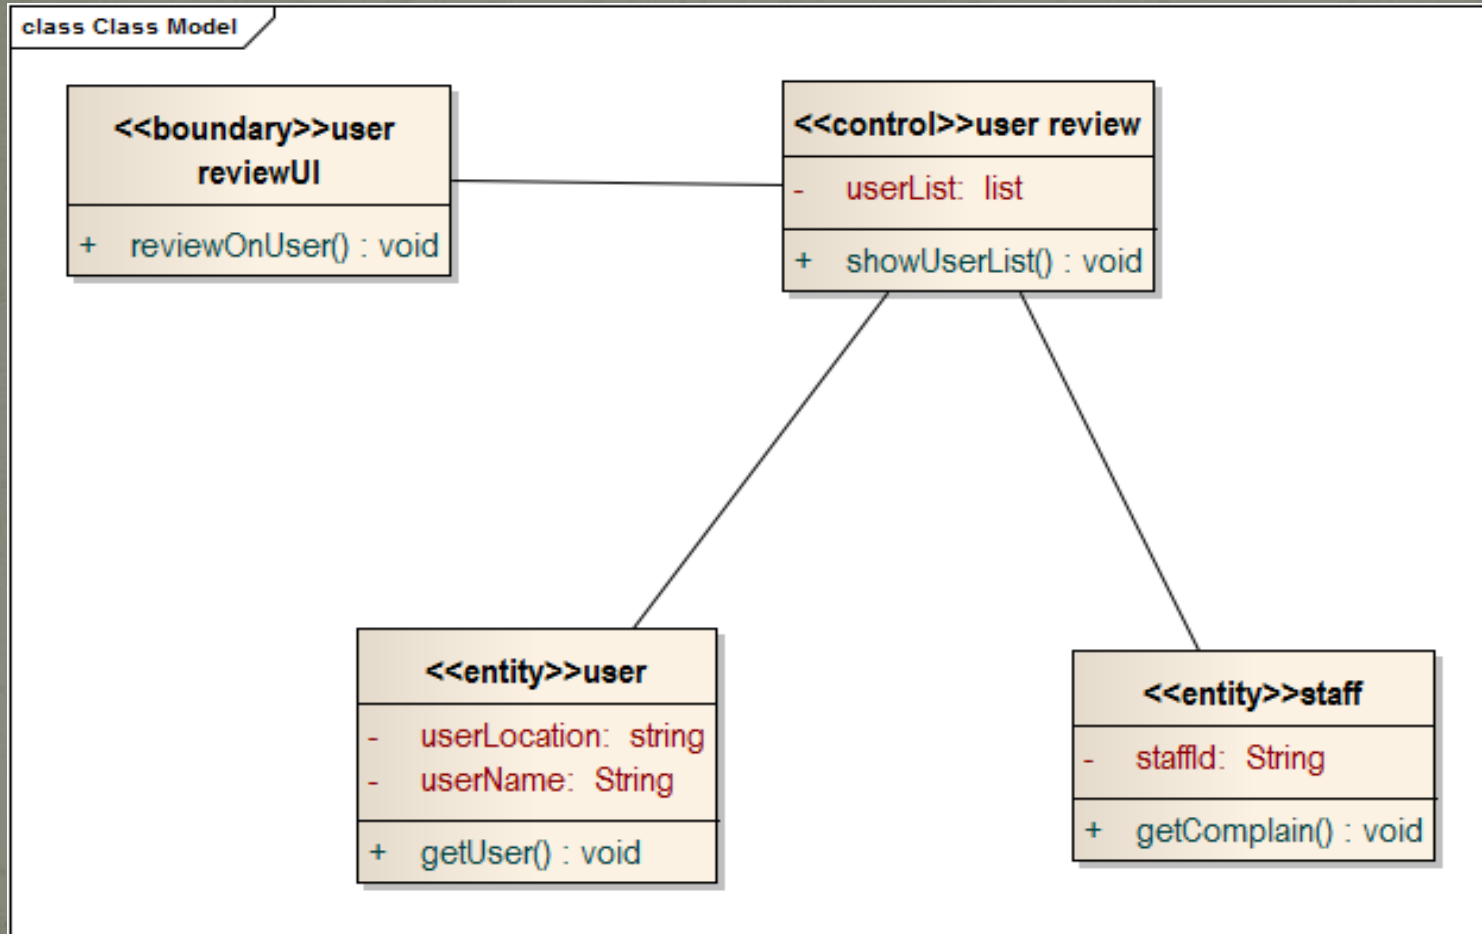 class Class Model
<<boundary>>user
reviewUI
+ reviewOnUser() : void
<<control>>user review
- userList: list
+ showUserList() : void
<<entity>>user
- userLocation: string
- userName: String
+ getUser() : void
<<entity>>staff
- staffId: String
+ getComplain() : void